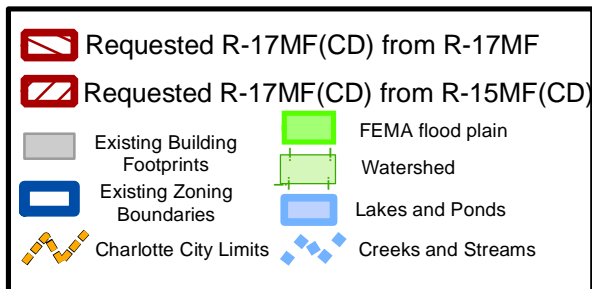 Requested R-17MF(CD) from R-17MF
Requested R-17MF(CD) from R-15MF(CD)
Existing Building
Footprints
Existing Zoning
Boundaries
Charlotte City Limits
FEMA flood plain
Watershed
Lakes and Ponds
Creeks and Streams